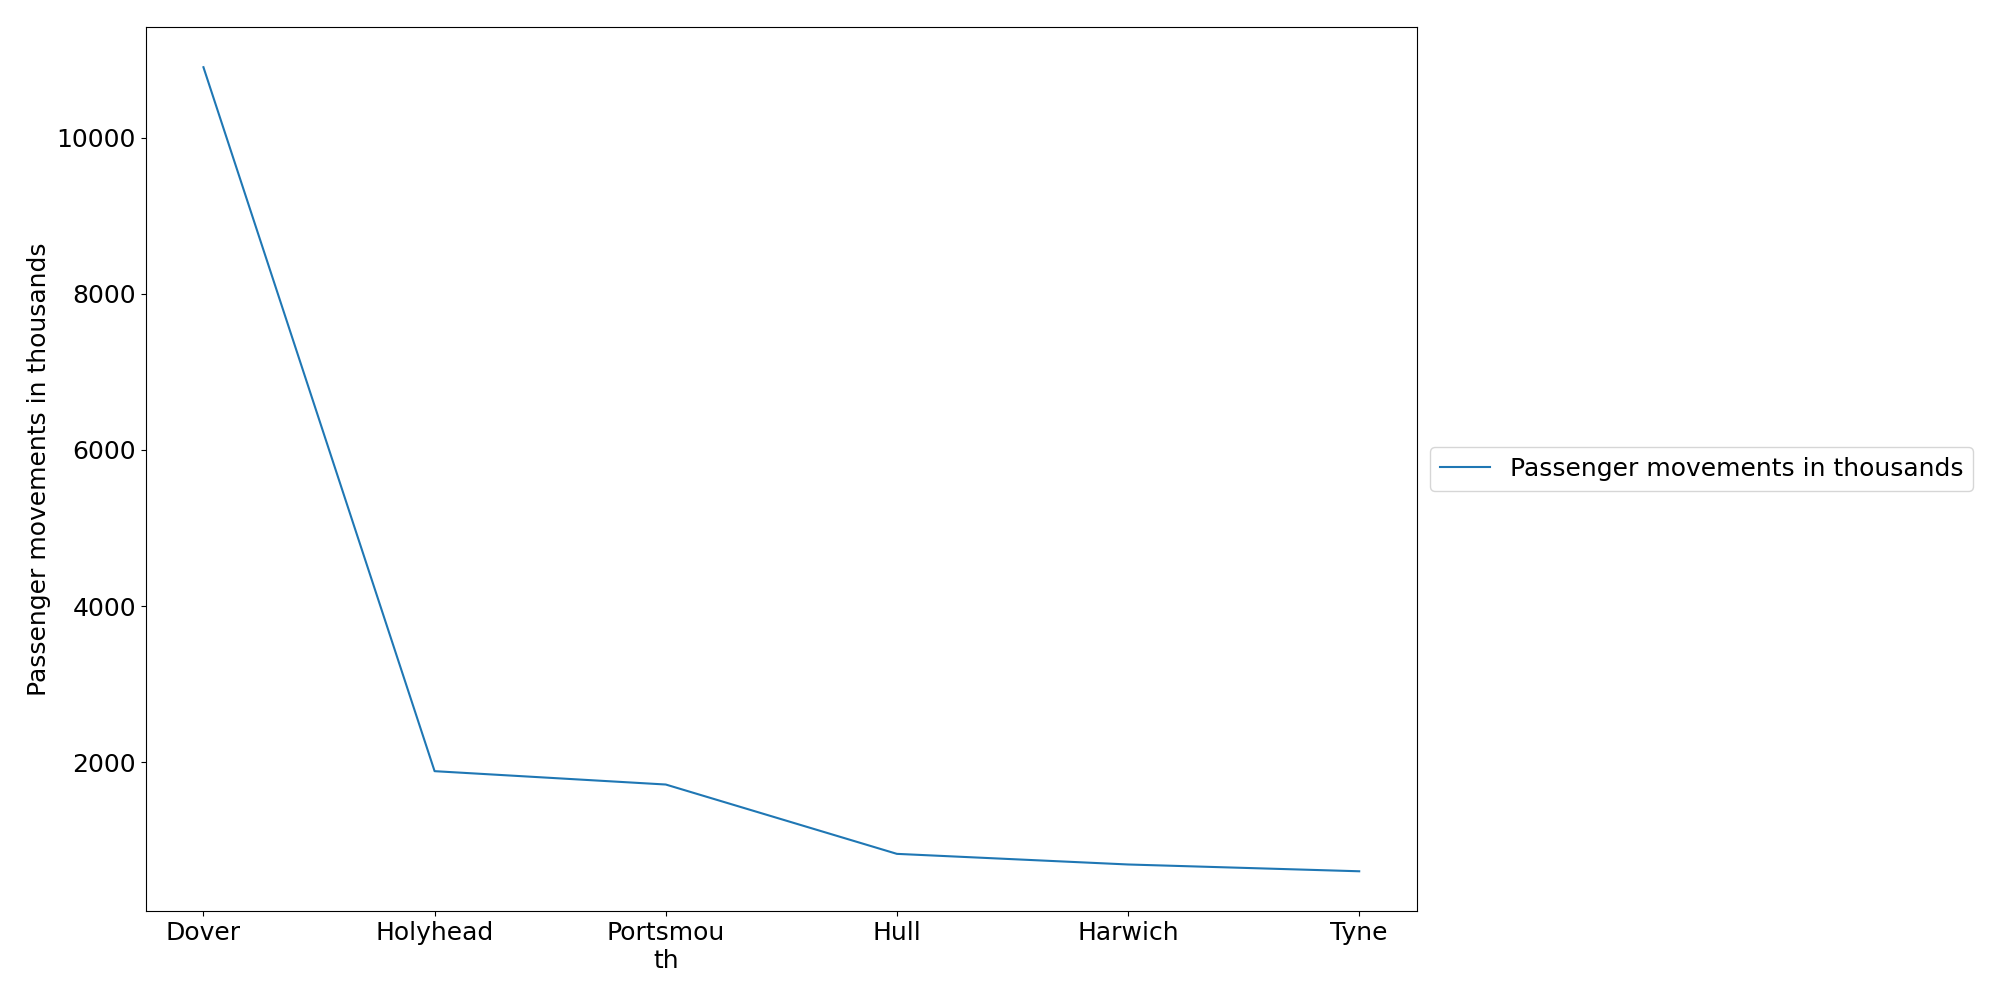 Passenger movements in thousands
10000
8000
6000
4000
2000
Dover
Holyhead
Portsmou
th
Hull
Harwich
Tyne
Passenger movements in thousands